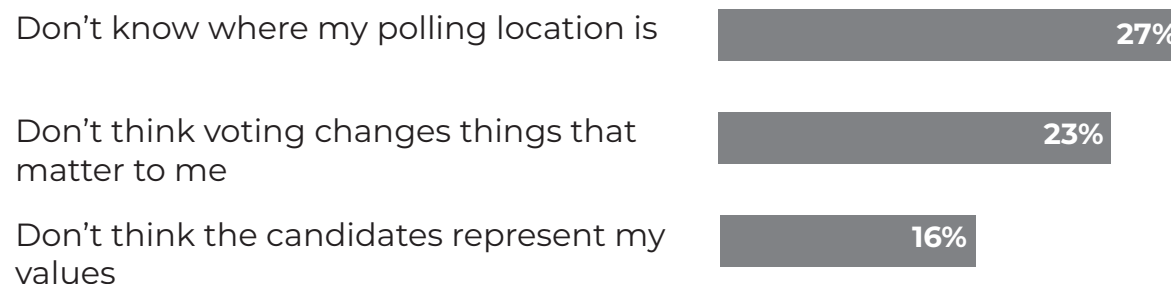 Don’t know where my polling location is
27%
Don’t think voting changes things that
matter to me
23%
Don’t think the candidates represent my
values
16%